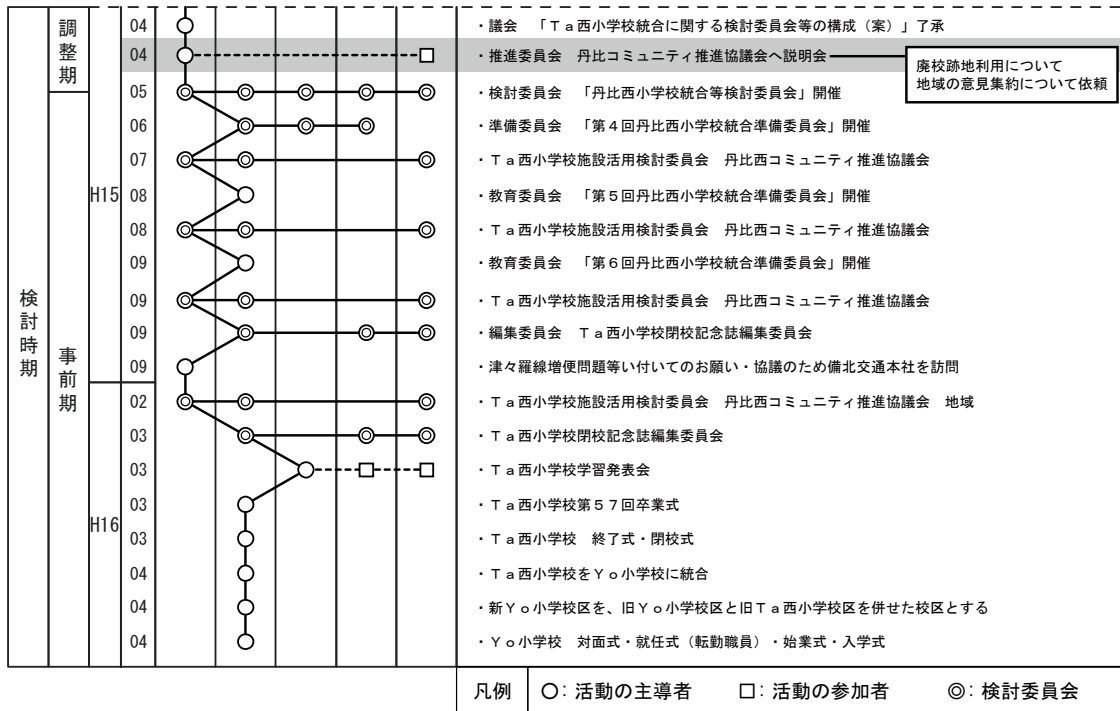 検討時期
調整期
事前期
H15
H16
04 ・議会 「Ｔａ西小学校統合に関する検討委員会等の構成（案）」了承
04 ・推進委員会 丹比コミュニティ推進協議会へ説明会
廃校跡地利用について
地域の意見集約について依頼
05 ・検討委員会 「丹比西小学校統合等検討委員会」開催
06 ・準備委員会 「第４回丹比西小学校統合準備委員会」開催
07 ・Ｔａ西小学校施設活用検討委員会 丹比西コミュニティ推進協議会
08 ・教育委員会 「第５回丹比西小学校統合準備委員会」開催
08 ・Ｔａ西小学校施設活用検討委員会 丹比西コミュニティ推進協議会
09 ・教育委員会 「第６回丹比西小学校統合準備委員会」開催
09 ・Ｔａ西小学校施設活用検討委員会 丹比西コミュニティ推進協議会
09 ・編集委員会 Ｔａ西小学校閉校記念誌編集委員会
09 ・津々羅線増便問題等い付いてのお願い・協議のため備北交通本社を訪問
02 ・Ｔａ西小学校施設活用検討委員会 丹比西コミュニティ推進協議会 地域
03 ・Ｔａ西小学校閉校記念誌編集委員会
03 ・Ｔａ西小学校学習発表会
03 ・Ｔａ西小学校第５７回卒業式
03 ・Ｔａ西小学校 終了式・閉校式
04 ・Ｔａ西小学校をＹｏ小学校に統合
04 ・新Ｙｏ小学校区を、旧Ｙｏ小学校区と旧Ｔａ西小学校区を併せた校区とする
04 ・Ｙｏ小学校 対面式・就任式（転勤職員）・始業式・入学式
凡例 ○：活動の主導者 □：活動の参加者 ◎：検討委員会